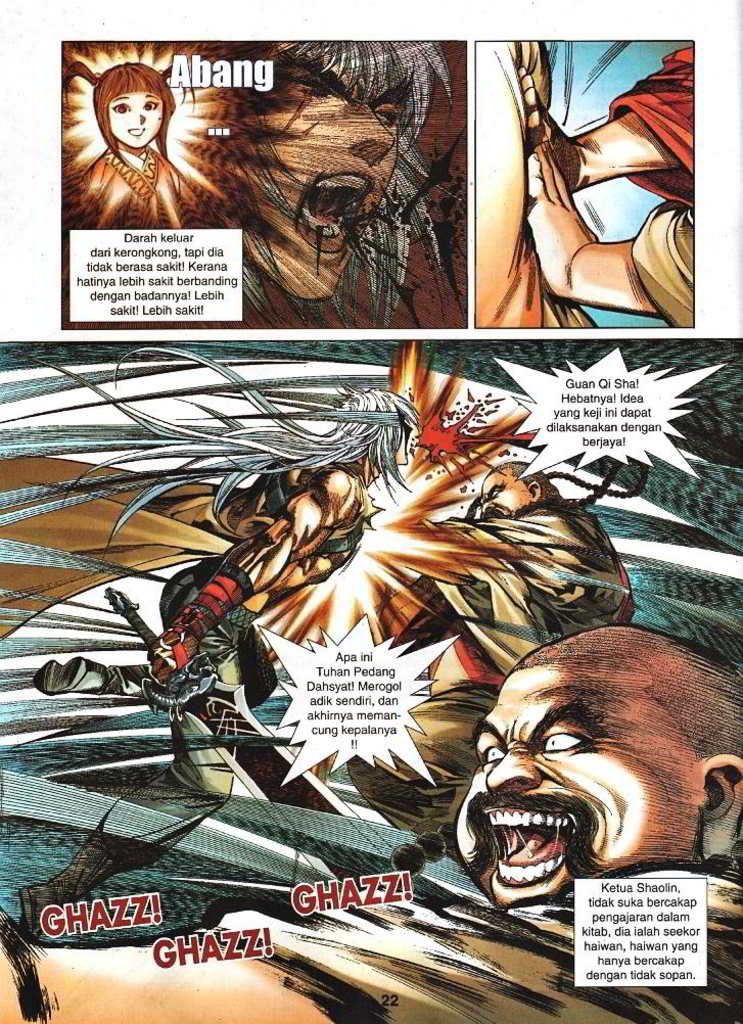 Abang
...
Darah keluar
dari kerongkong, tapi dia
tidak berasa sakit! Kerana
hatinya lebih sakit berbanding
dengan badannya! Lebih
sakit! Lebih sakit!
Guan Qi Sha!
Hebatnya! Idea
yang keji ini dapat
dilaksanakan dengan
berjaya!
Apa ini
Tuhan Pedang
Dahsyat! Merogol
adik sendiri, dan
akhirnya meman-
cung kepalanya
!!
GHAZZ!
GHAZZ!
GHAZZ!
Ketua Shaolin,
tidak suka bercakap
pengajaran dalam
kitab, dia ialah seekor
haiwan, haiwan yang
hanya bercakap
dengan tidak sopan.
22